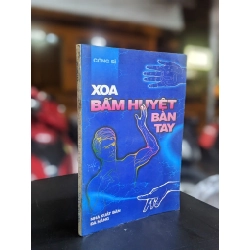 XOA
BẤM HUYỆT
BÀN
TAY
NHÀ XUẤT BẢN
ĐÀ NẴNG